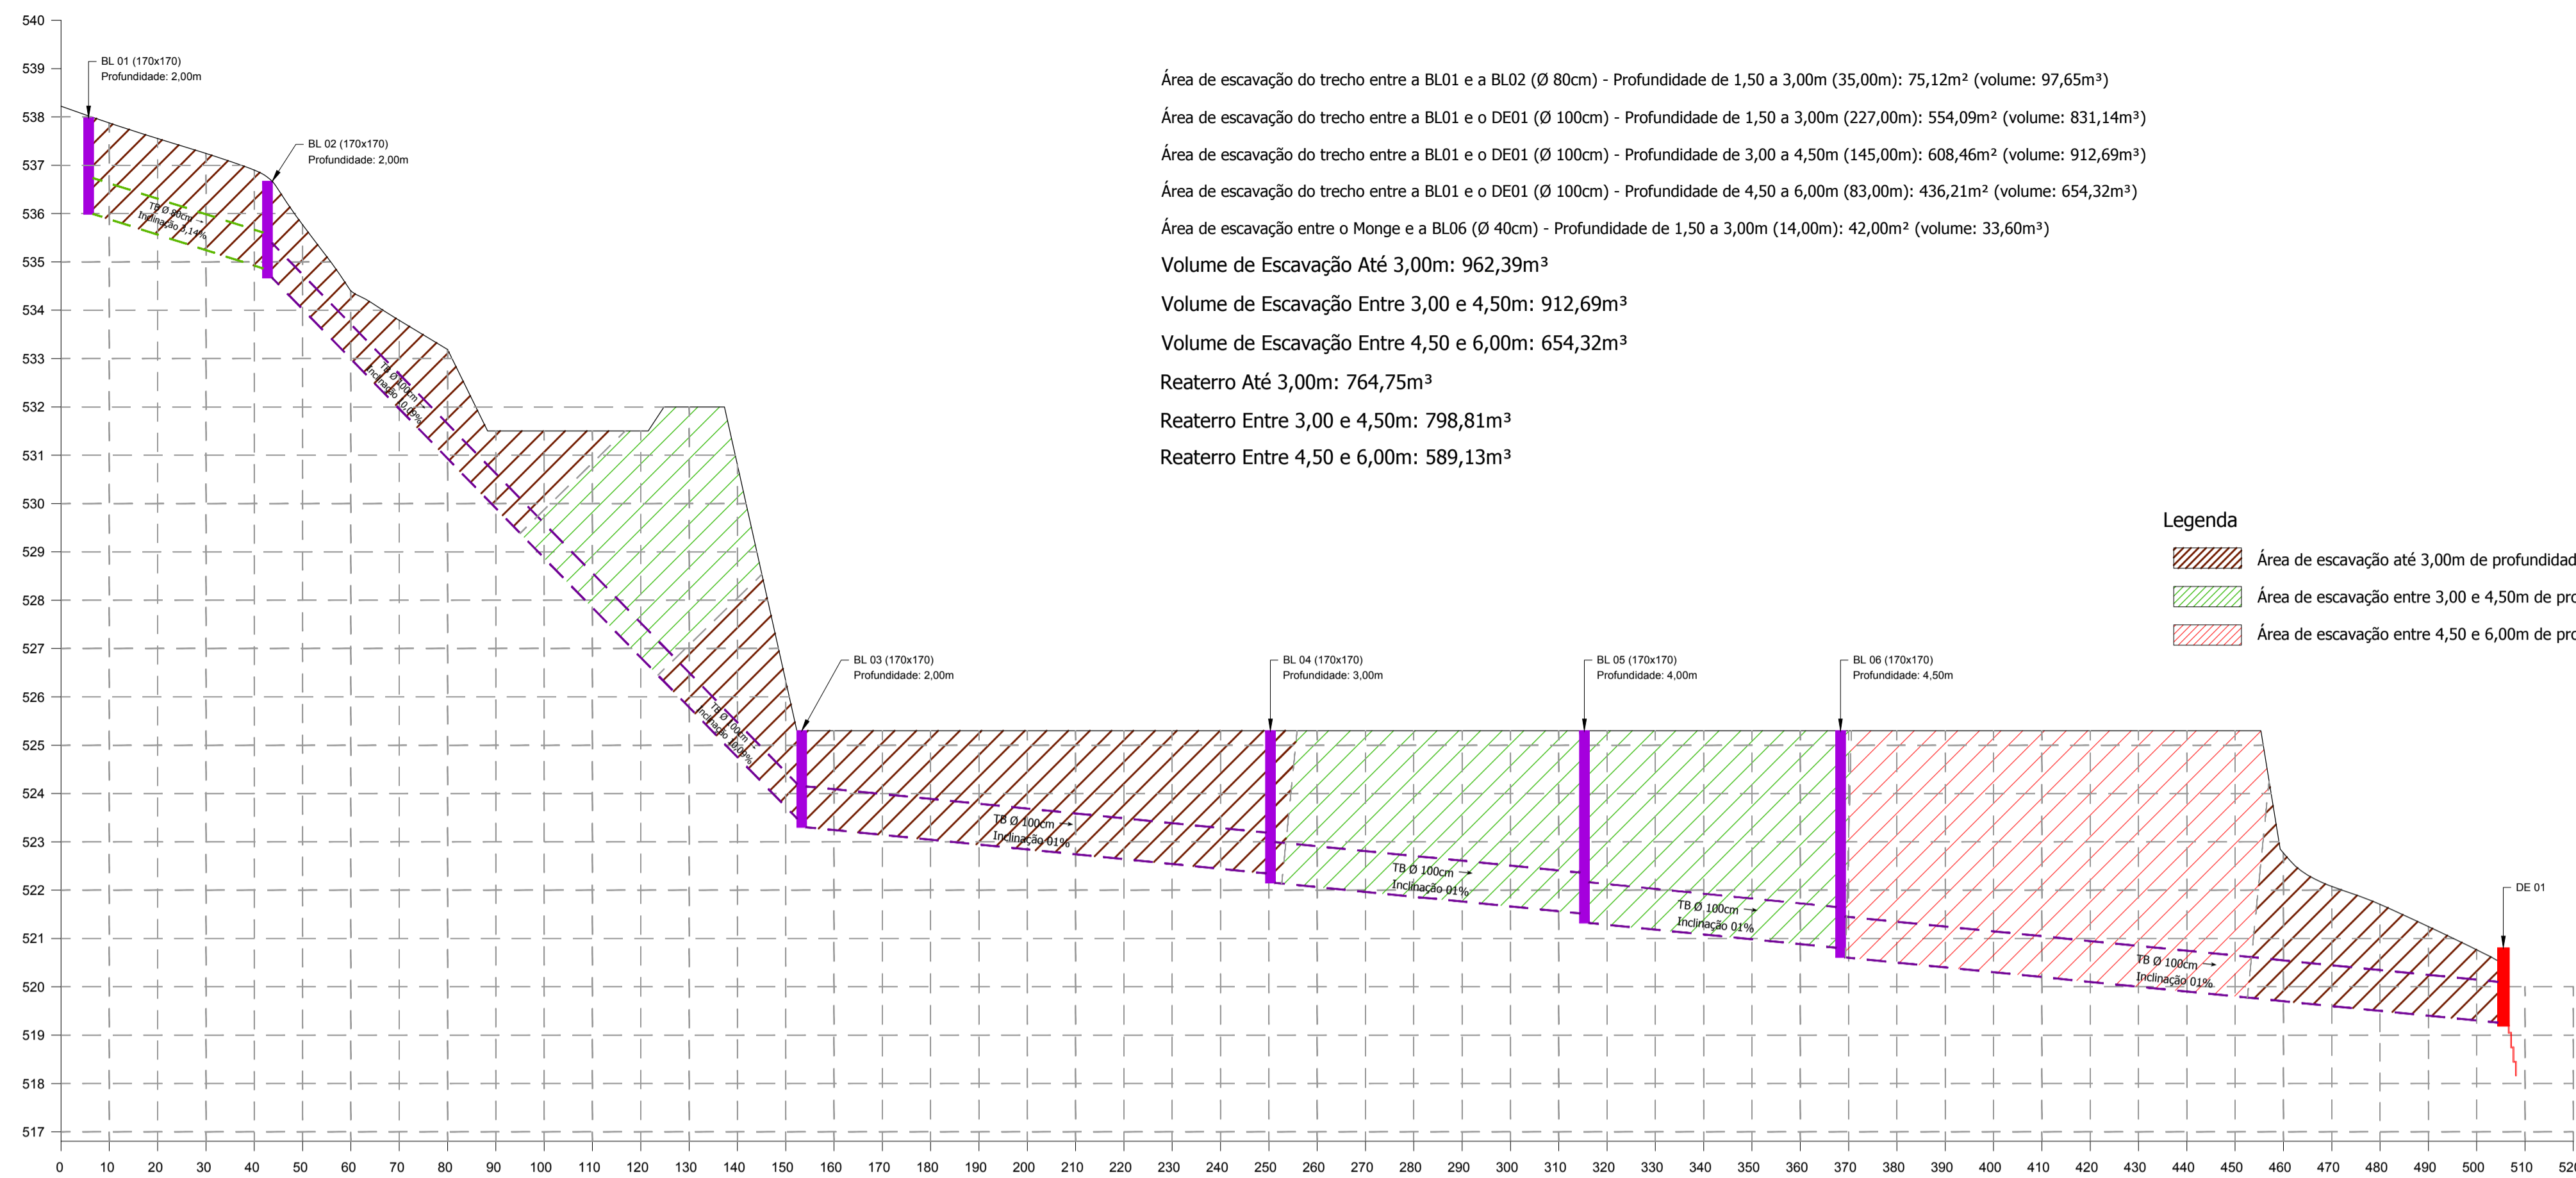 540
539
538
537
536
535
534
533
532
531
530
529
528
527
526
525
524
523
522
521
520
519
518
517
BL 01 (170x170)
Profundidade: 2,00m
BL 02 (170x170)
Profundidade: 2,00m
TB Ø 80cm
Inclinação 3,14%
TB Ø 100cm
Inclinação 10,09%
TB Ø 100cm
Inclinação 10,09%
Área de escavação do trecho entre a BL01 e a BL02 (Ø 80cm) - Profundidade de 1,50 a 3,00m (35,00m): 75,12m² (volume: 97,65m³)
Área de escavação do trecho entre a BL01 e o DE01 (Ø 100cm) - Profundidade de 1,50 a 3,00m (227,00m): 554,09m² (volume: 831,14m³)
Área de escavação do trecho entre a BL01 e o DE01 (Ø 100cm) - Profundidade de 3,00 a 4,50m (145,00m): 608,46m² (volume: 912,69m³)
Área de escavação do trecho entre a BL01 e o DE01 (Ø 100cm) - Profundidade de 4,50 a 6,00m (83,00m): 436,21m² (volume: 654,32m³)
Área de escavação entre o Monge e a BL06 (Ø 40cm) - Profundidade de 1,50 a 3,00m (14,00m): 42,00m² (volume: 33,60m³)
Volume de Escavação Até 3,00m: 962,39m³
Volume de Escavação Entre 3,00 e 4,50m: 912,69m³
Volume de Escavação Entre 4,50 e 6,00m: 654,32m³
Reaterro Até 3,00m: 764,75m³
Reaterro Entre 3,00 e 4,50m: 798,81m³
Reaterro Entre 4,50 e 6,00m: 589,13m³
Legenda
Área de escavação até 3,00m de profundidad
Área de escavação entre 3,00 e 4,50m de pro
Área de escavação entre 4,50 e 6,00m de pro
BL 03 (170x170)
Profundidade: 2,00m
BL 04 (170x170)
Profundidade: 3,00m
BL 05 (170x170)
Profundidade: 4,00m
BL 06 (170x170)
Profundidade: 4,50m
TB Ø 100cm
Inclinação 01%
TB Ø 100cm
Inclinação 01%
TB Ø 100cm
Inclinação 01%
TB Ø 100cm
Inclinação 01%
DE 01
0 10 20 30 40 50 60 70 80 90 100 110 120 130 140 150 160 170 180 190 200 210 220 230 240 250 260 270 280 290 300 310 320 330 340 350 360 370 380 390 400 410 420 430 440 450 460 470 480 490 500 510 520